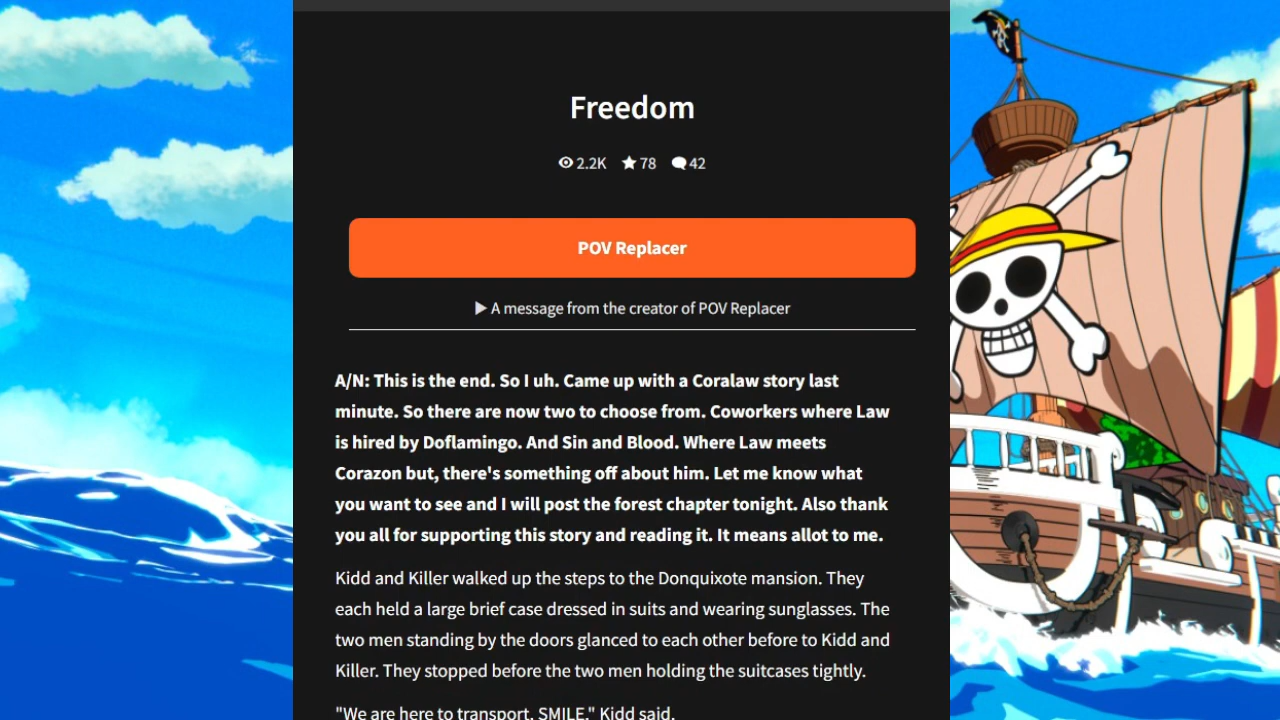 Freedom
2.2K 78 42
POV Replacer
▶ A message from the creator of POV Replacer
A/N: This is the end. So I uh. Came up with a Coralaw story last
minute. So there are now two to choose from. Coworkers where Law
is hired by Doflamingo. And Sin and Blood. Where Law meets
Corazon but, there's something off about him. Let me know what
you want to see and I will post the forest chapter tonight. Also thank
you all for supporting this story and reading it. It means allot to me.
Kidd and Killer walked up the steps to the Donquixote mansion. They
each held a large brief case dressed in suits and wearing sunglasses. The
two men standing by the doors glanced to each other before to Kidd and
Killer. They stopped before the two men holding the suitcases tightly.
"We are here to transport, SMILE." Kidd said.